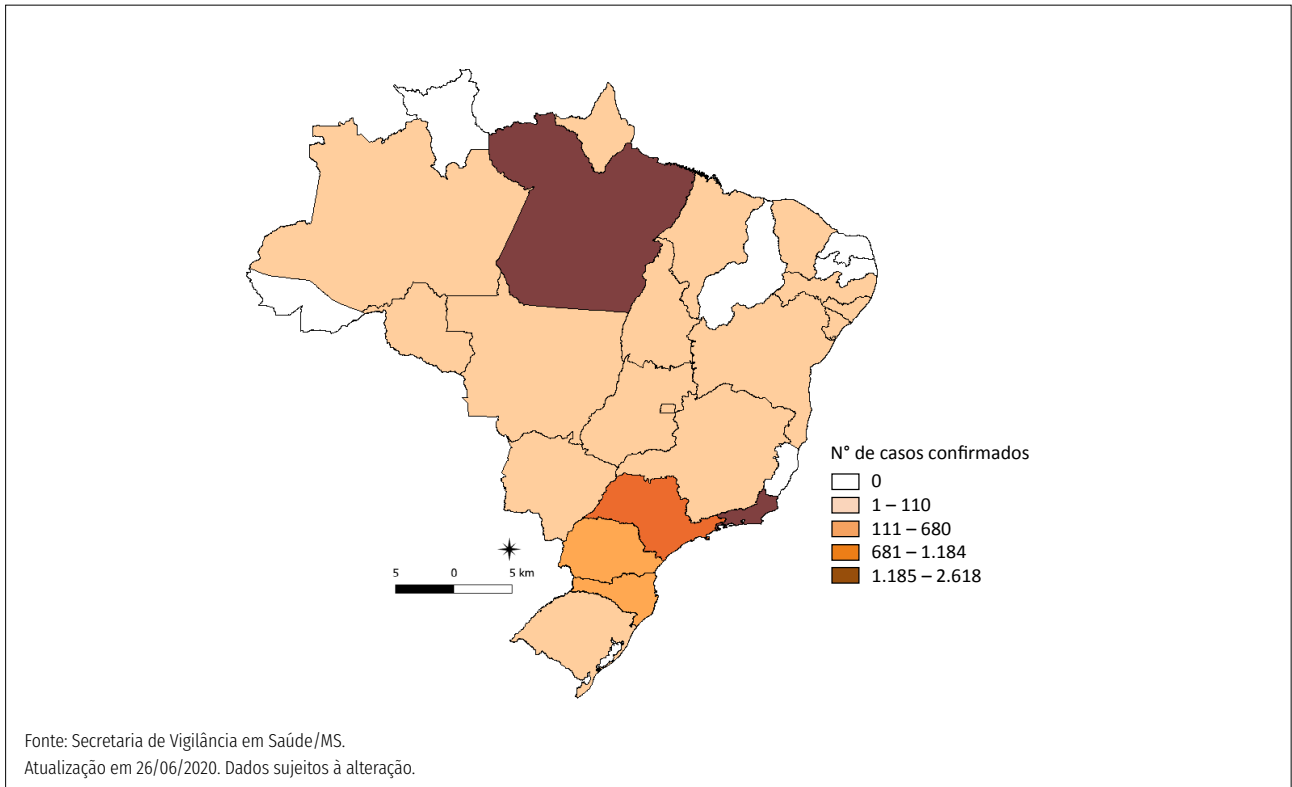 N° de casos confirmados
0
1 – 110
111 – 680
681 – 1.184
1.185 – 2.618
5 0 5 km
Fonte: Secretaria de Vigilância em Saúde/MS.
Atualização em 26/06/2020. Dados sujeitos à alteração.